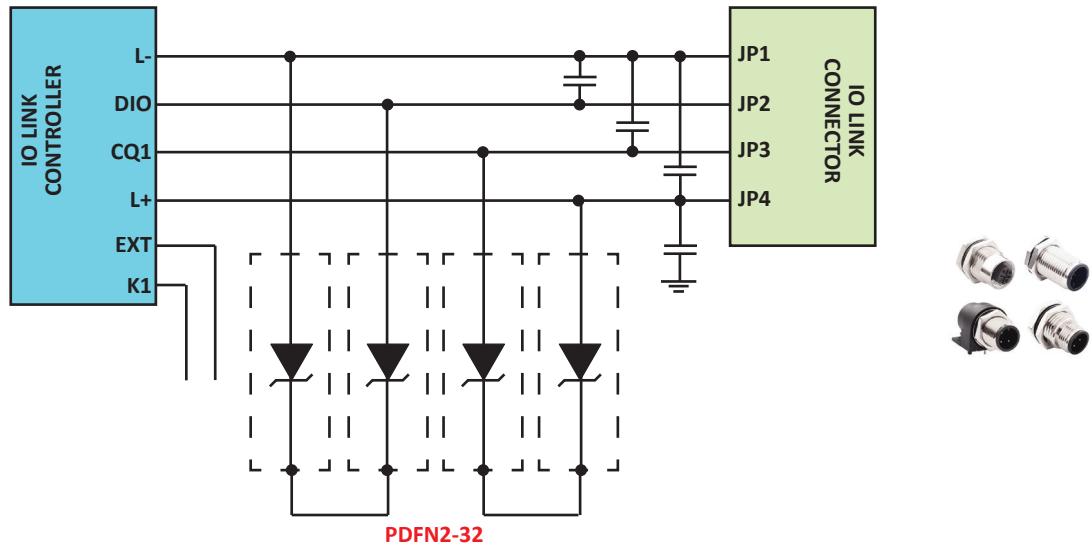 IO LINK
CONTROLLER
L-
DIO
CQ1
L+
EXT
K1
JP1
JP2
JP3
JP4
IO LINK
CONNECTOR
PDFN2-32